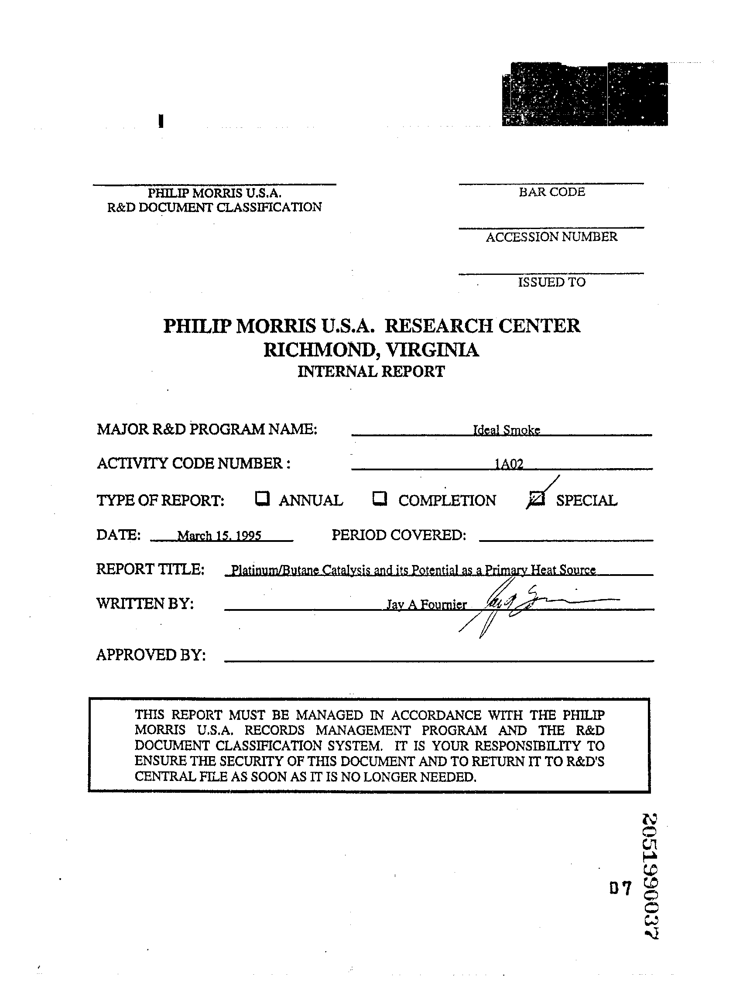 PHILIP MORRIS U.S.A.
R&D DOCUMENT CLASSIFICATION
BAR CODE
ACCESSION NUMBER
ISSUED TO
PHILIP MORRIS U.S.A. RESEARCH CENTER
RICHMOND, VIRGINIA
INTERNAL REPORT
MAJOR R&D PROGRAM NAME: Ideal Smoke
ACTIVITY CODE NUMBER : 1A02
TYPE OF REPORT: ☐ ANNUAL ☐ COMPLETION ☑ SPECIAL
DATE: March 15, 1995 PERIOD COVERED:
REPORT TITLE: Platinum/Butane Catalysis and its Potential as a Primary Heat Source
WRITTEN BY: Jay A Fournier
APPROVED BY:
THIS REPORT MUST BE MANAGED IN ACCORDANCE WITH THE PHILIP
MORRIS U.S.A. RECORDS MANAGEMENT PROGRAM AND THE R&D
DOCUMENT CLASSIFICATION SYSTEM. IT IS YOUR RESPONSIBILITY TO
ENSURE THE SECURITY OF THIS DOCUMENT AND TO RETURN IT TO R&D'S
CENTRAL FILE AS SOON AS IT IS NO LONGER NEEDED.
07
2051990037